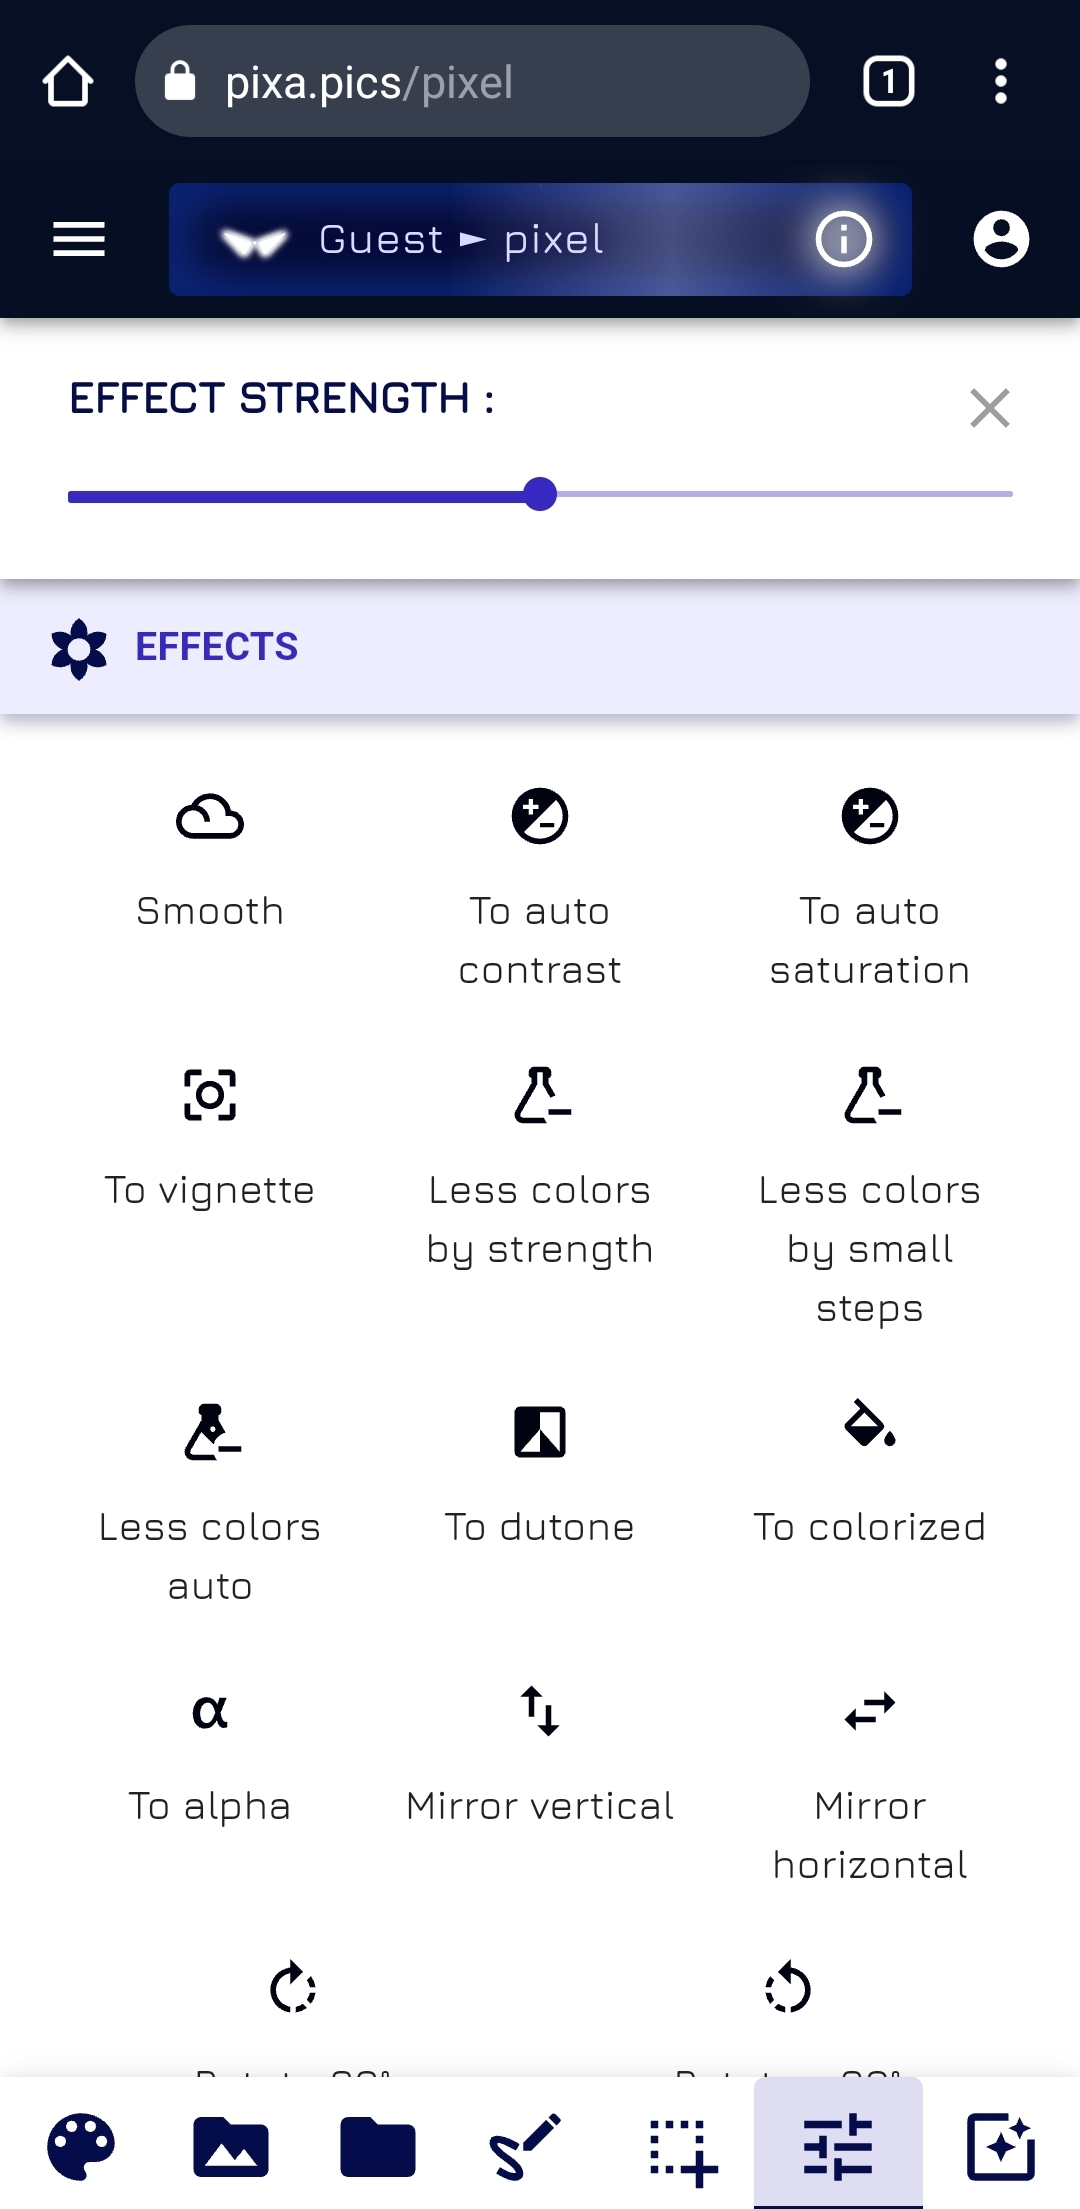 pixa.pics/pixel
1
Guest ► pixel
EFFECT STRENGTH :
EFFECTS
Smooth
To auto
contrast
To auto
saturation
To vignette
Less colors
by strength
Less colors
by small
steps
Less colors
auto
To dutone
To colorized
α
To alpha
Mirror vertical
Mirror
horizontal